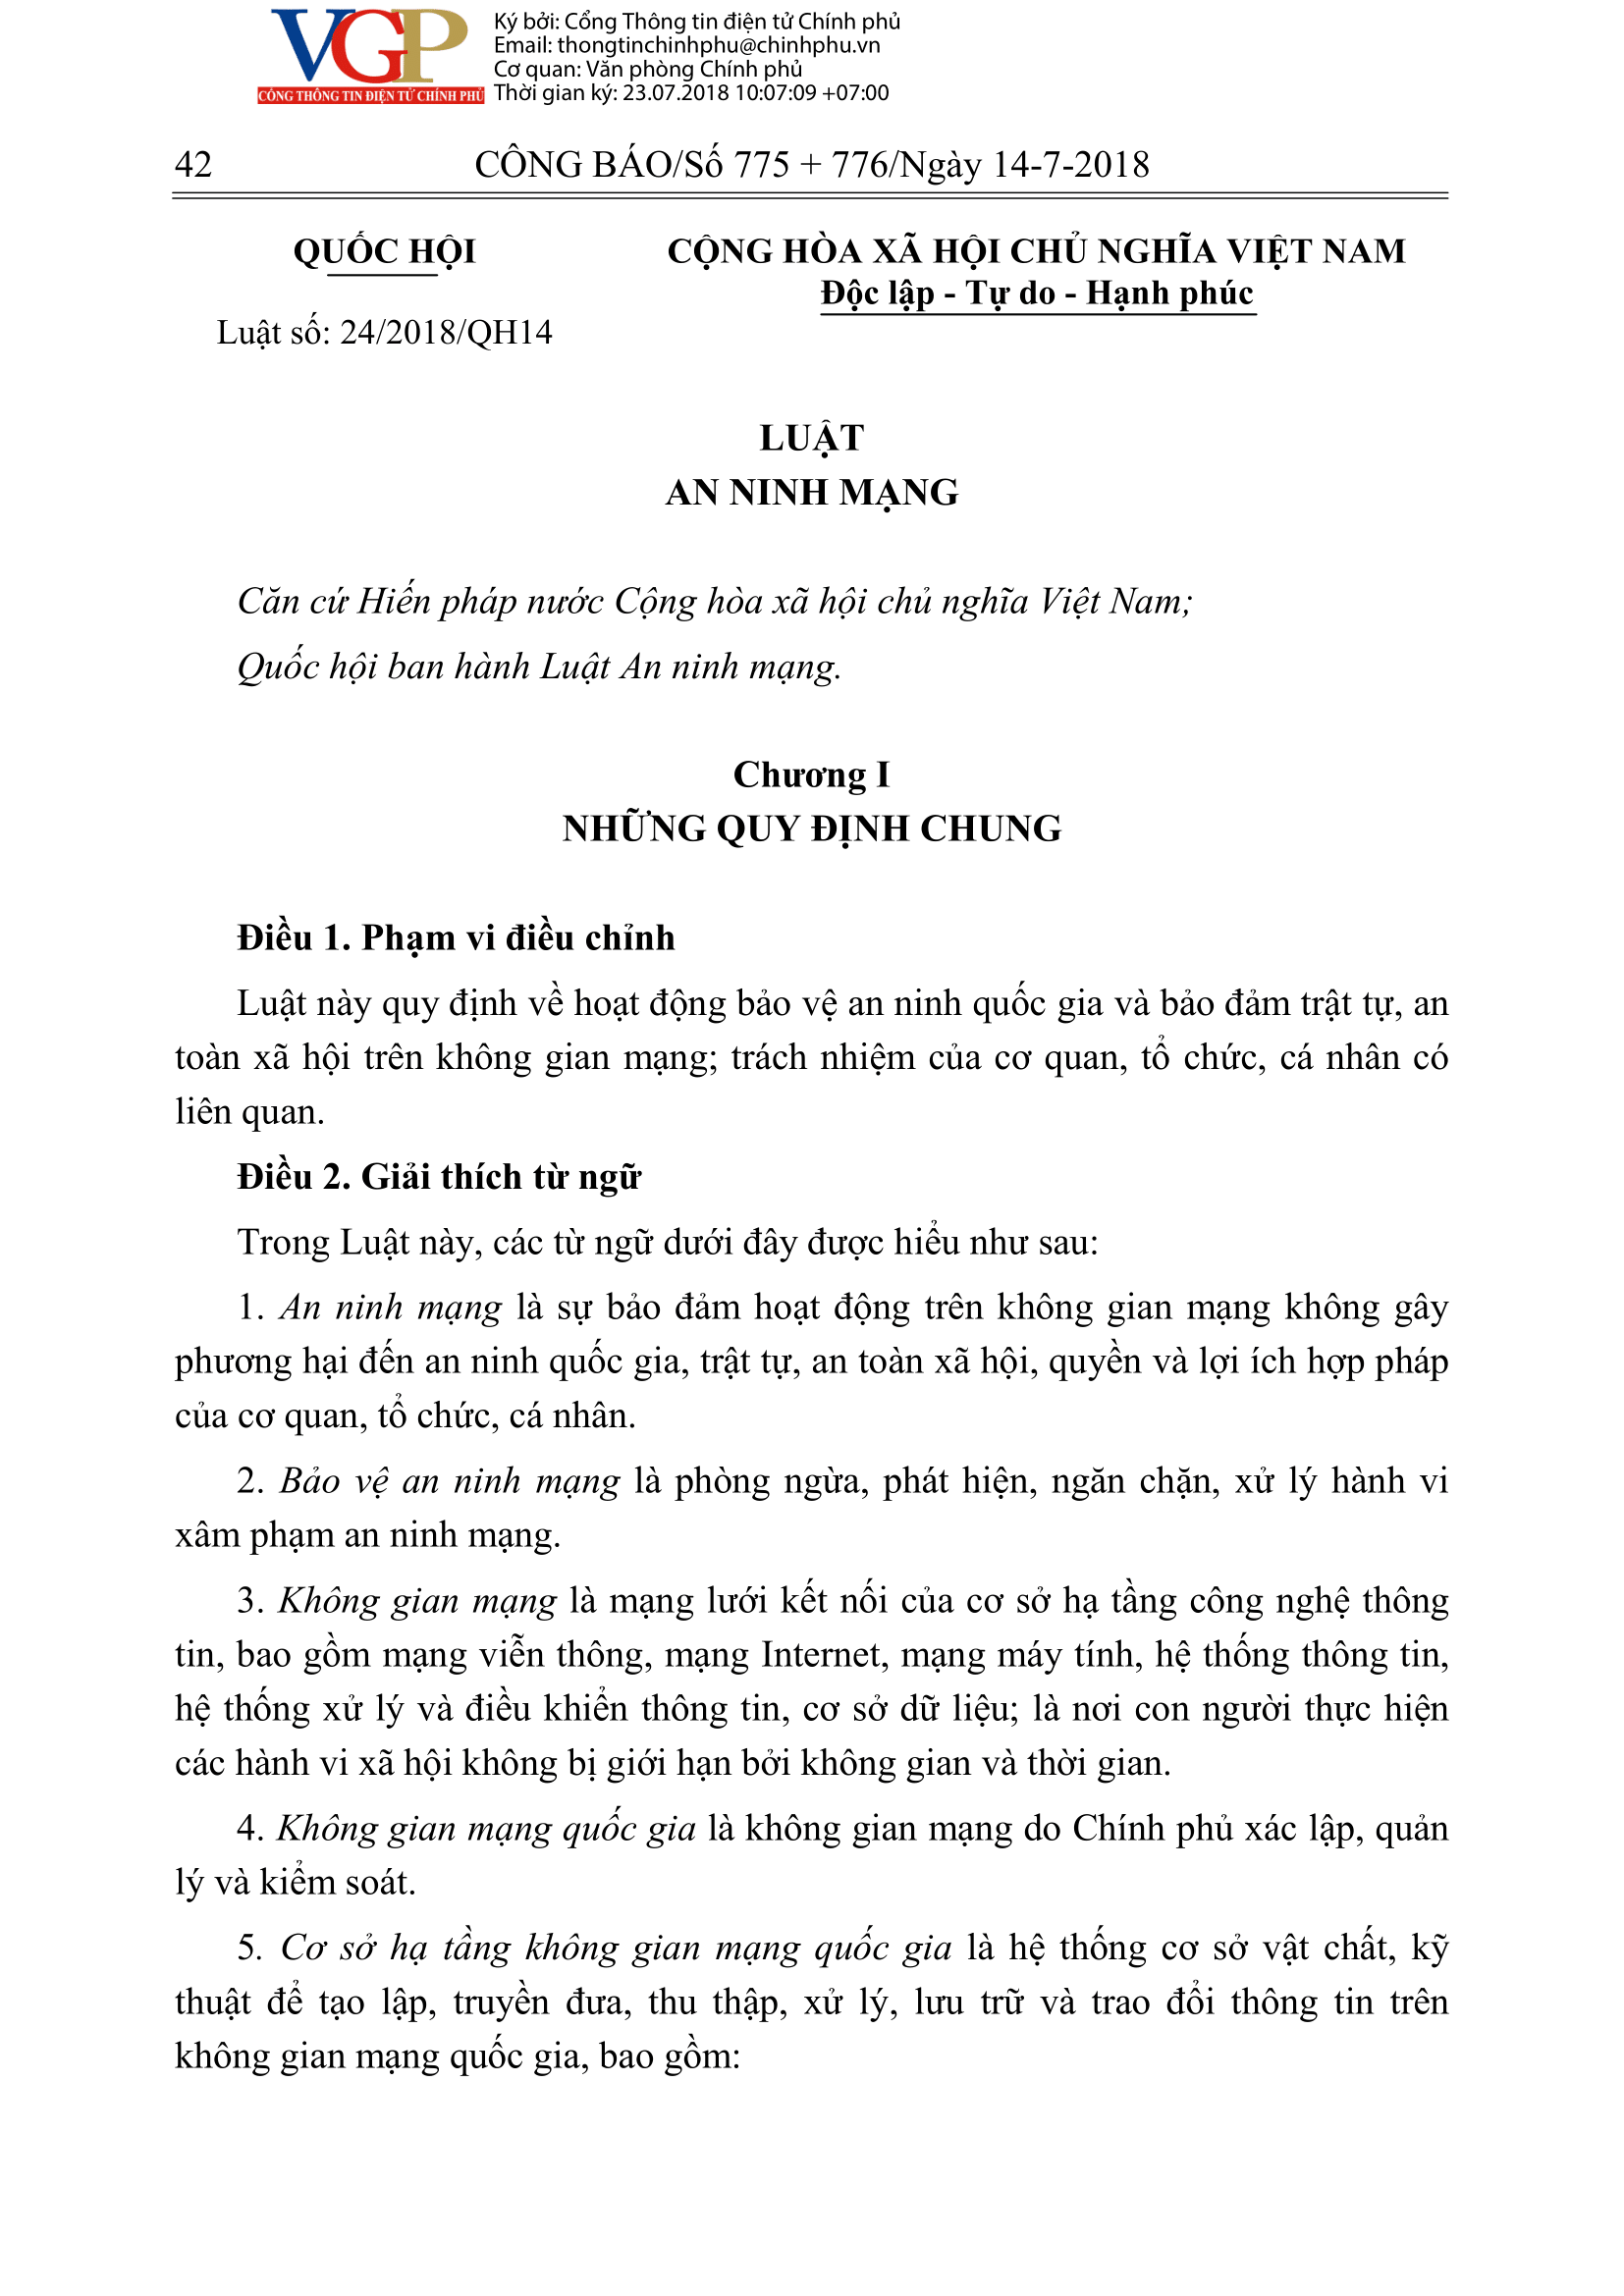 VGP
CỔNG THÔNG TIN ĐIỆN TỬ CHÍNH PHỦ
Ký bởi: Cổng Thông tin điện tử Chính phủ
Email: thongtinchinhphu@chinhphu.vn
Cơ quan: Văn phòng Chính phủ
Thời gian ký: 23.07.2018 10:07:09 +07:00
42 CÔNG BÁO/Số 775 + 776/Ngày 14-7-2018
QUỐC HỘI
Luật số: 24/2018/QH14
CỘNG HÒA XÃ HỘI CHỦ NGHĨA VIỆT NAM
Độc lập - Tự do - Hạnh phúc
LUẬT
AN NINH MẠNG
Căn cứ Hiến pháp nước Cộng hòa xã hội chủ nghĩa Việt Nam;
Quốc hội ban hành Luật An ninh mạng.
Chương I
NHỮNG QUY ĐỊNH CHUNG
Điều 1. Phạm vi điều chỉnh
Luật này quy định về hoạt động bảo vệ an ninh quốc gia và bảo đảm trật tự, an
toàn xã hội trên không gian mạng; trách nhiệm của cơ quan, tổ chức, cá nhân có
liên quan.
Điều 2. Giải thích từ ngữ
Trong Luật này, các từ ngữ dưới đây được hiểu như sau:
1. An ninh mạng là sự bảo đảm hoạt động trên không gian mạng không gây
phương hại đến an ninh quốc gia, trật tự, an toàn xã hội, quyền và lợi ích hợp pháp
của cơ quan, tổ chức, cá nhân.
2. Bảo vệ an ninh mạng là phòng ngừa, phát hiện, ngăn chặn, xử lý hành vi
xâm phạm an ninh mạng.
3. Không gian mạng là mạng lưới kết nối của cơ sở hạ tầng công nghệ thông
tin, bao gồm mạng viễn thông, mạng Internet, mạng máy tính, hệ thống thông tin,
hệ thống xử lý và điều khiển thông tin, cơ sở dữ liệu; là nơi con người thực hiện
các hành vi xã hội không bị giới hạn bởi không gian và thời gian.
4. Không gian mạng quốc gia là không gian mạng do Chính phủ xác lập, quản
lý và kiểm soát.
5. Cơ sở hạ tầng không gian mạng quốc gia là hệ thống cơ sở vật chất, kỹ
thuật để tạo lập, truyền đưa, thu thập, xử lý, lưu trữ và trao đổi thông tin trên
không gian mạng quốc gia, bao gồm: